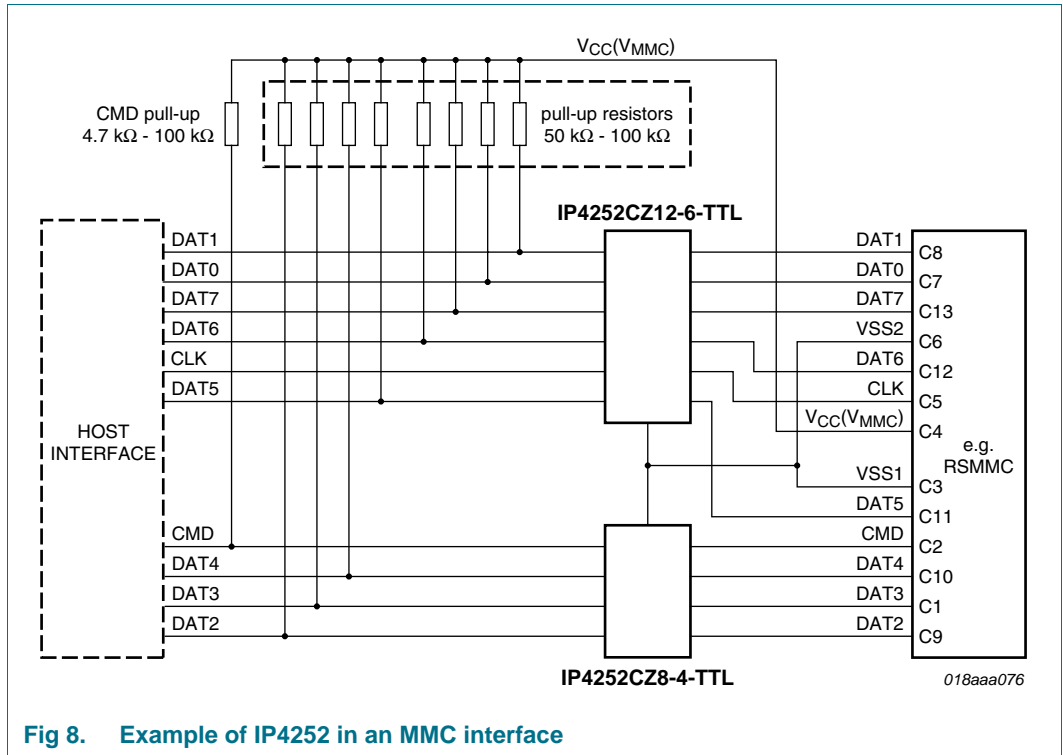 VCC(VMMC)
CMD pull-up
4.7 kΩ - 100 kΩ
pull-up resistors
50 kΩ - 100 kΩ
IP4252CZ12-6-TTL
HOST
INTERFACE
DAT1
DAT0
DAT7
DAT6
CLK
DAT5
CMD
DAT4
DAT3
DAT2
DAT1 C8
DAT0 C7
DAT7 C13
VSS2 C6
DAT6 C12
CLK C5
VCC(VMMC) C4
e.g.
RSMMC
VSS1 C3
DAT5 C11
CMD C2
DAT4 C10
DAT3 C1
DAT2 C9
IP4252CZ8-4-TTL
018aaa076
Fig 8. Example of IP4252 in an MMC interface